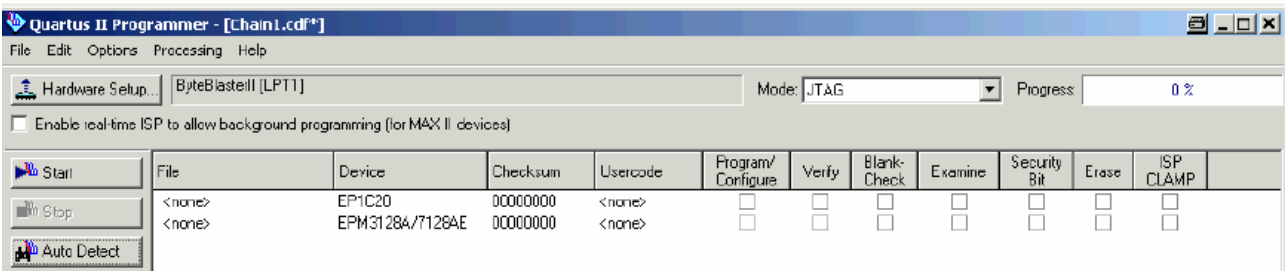 Quartus II Programmer - [Chain1.cdf*]
File Edit Options Processing Help
Hardware Setup... ByteBlasterII [LPT1] Mode: JTAG Progress: 0 %
Enable real-time ISP to allow background programming (for MAX II devices)
Start File Device Checksum Usercode Program/ Configure Verify Blank- Check Examine Security Bit Erase ISP CLAMP
<none> EP1C20 00000000 <none>
Stop <none> EPM3128A/7128AE 00000000 <none>
Auto Detect